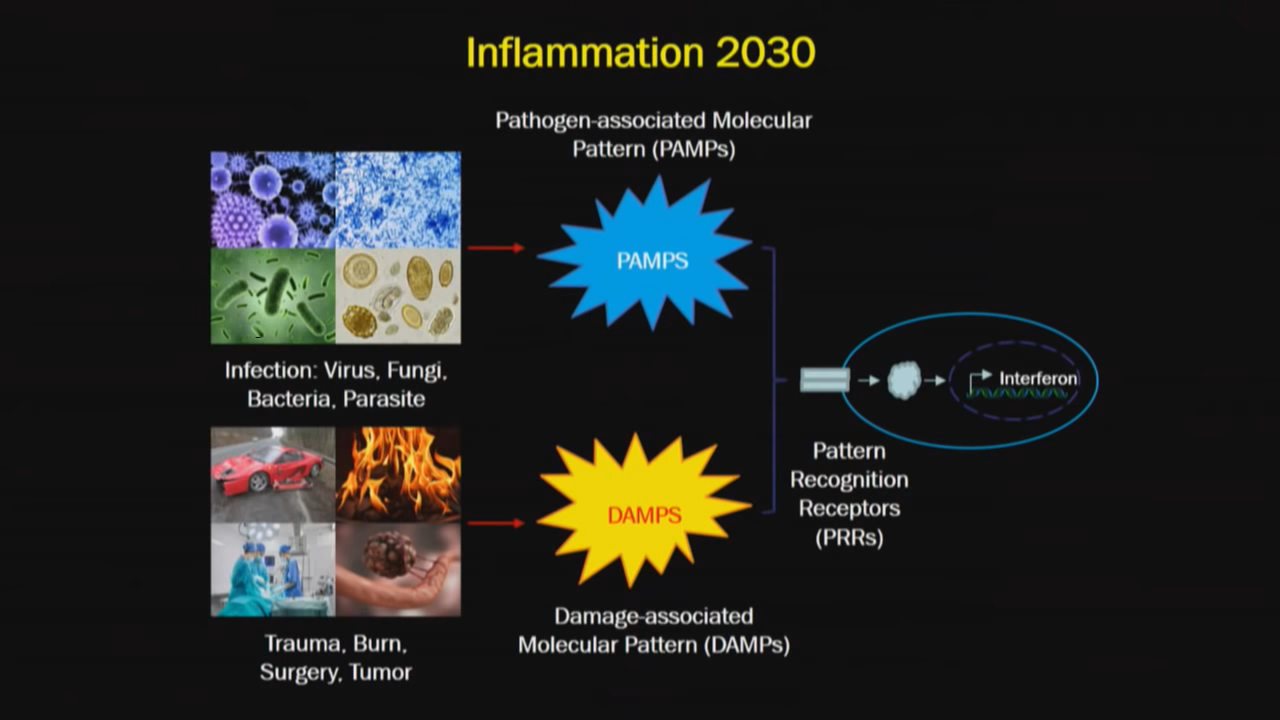 Inflammation 2030
Pathogen-associated Molecular
Pattern (PAMPs)
PAMPS
Infection: Virus, Fungi,
Bacteria, Parasite
Interferon
Pattern
Recognition
Receptors
(PRRs)
DAMPS
Damage-associated
Molecular Pattern (DAMPs)
Trauma, Burn,
Surgery, Tumor